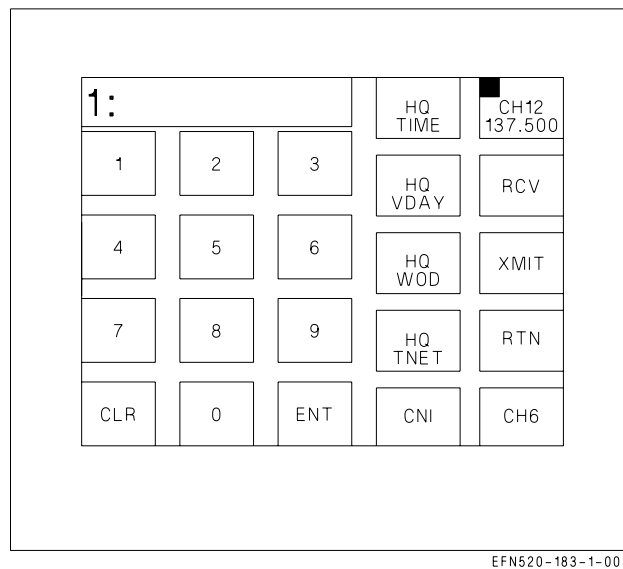 1:
HQ
TIME
CH12
137.500
1
2
3
HQ
VDAY
RCV
4
5
6
HQ
WOD
XMIT
7
8
9
HQ
TNET
RTN
CLR
0
ENT
CNI
CH6
EFN520-183-1-00